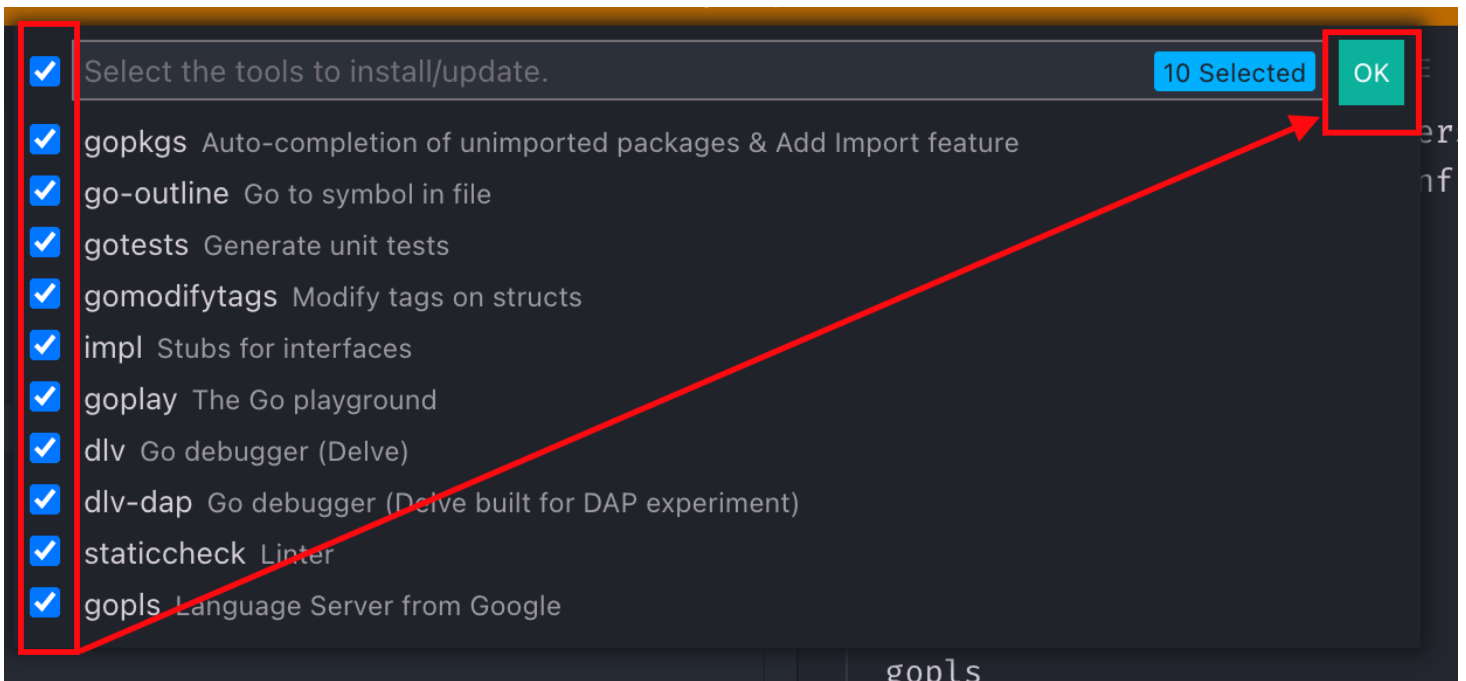 Select the tools to install/update. 10 Selected OK
gopkgs Auto-completion of unimported packages & Add Import feature
go-outline Go to symbol in file
gotests Generate unit tests
gomodifytags Modify tags on structs
impl Stubs for interfaces
goplay The Go playground
dlv Go debugger (Delve)
dlv-dap Go debugger (Delve built for DAP experiment)
staticcheck Linter
gopls Language Server from Google
gopls